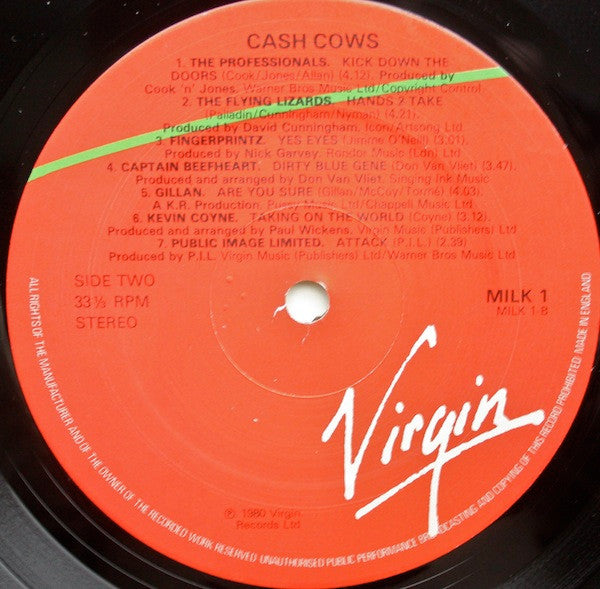 CASH COWS
1. THE PROFESSIONALS. KICK DOWN THE
DOORS (Cook/Jones/Allan) (4.12). Produced by
Cook 'n' Jones, Warner Bros Music Ltd/Copyright Control
2. THE FLYING LIZARDS. HANDS 2 TAKE
(Palladin/Cunningham/Nyman) (4.21).
Produced by David Cunningham, Icon/Artsong Ltd
3. FINGERPRINTZ. YES EYES (Jimme O'Neill) (3.01).
Produced by Nick Garvey, Rondor Music (Ldn) Ltd
4. CAPTAIN BEEFHEART. DIRTY BLUE GENE (Don Van Vliet) (3.47).
Produced and arranged by Don Van Vliet, Singing Ink Music
5. GILLAN. ARE YOU SURE (Gillan/McCoy/Tormé) (4.03)
A K.R. Production, Pussy Music Ltd/Chappell Music Ltd
6. KEVIN COYNE. TAKING ON THE WORLD (Coyne) (3.12).
Produced and arranged by Paul Wickens, Virgin Music (Publishers) Ltd
7. PUBLIC IMAGE LIMITED. ATTACK (P.I.L.) (2.39)
Produced by P.I.L. Virgin Music (Publishers) Ltd/Warner Bros Music Ltd
SIDE TWO
33⅓ RPM
STEREO
MILK 1
MILK 1 B
Virgin
℗ 1980 Virgin
Records Ltd
ALL RIGHTS OF THE MANUFACTURER AND OF THE OWNER OF THE RECORDED WORK RESERVED UNAUTHORISED PUBLIC PERFORMANCE BROADCASTING AND COPYING OF THIS RECORD PROHIBITED MADE IN ENGLAND